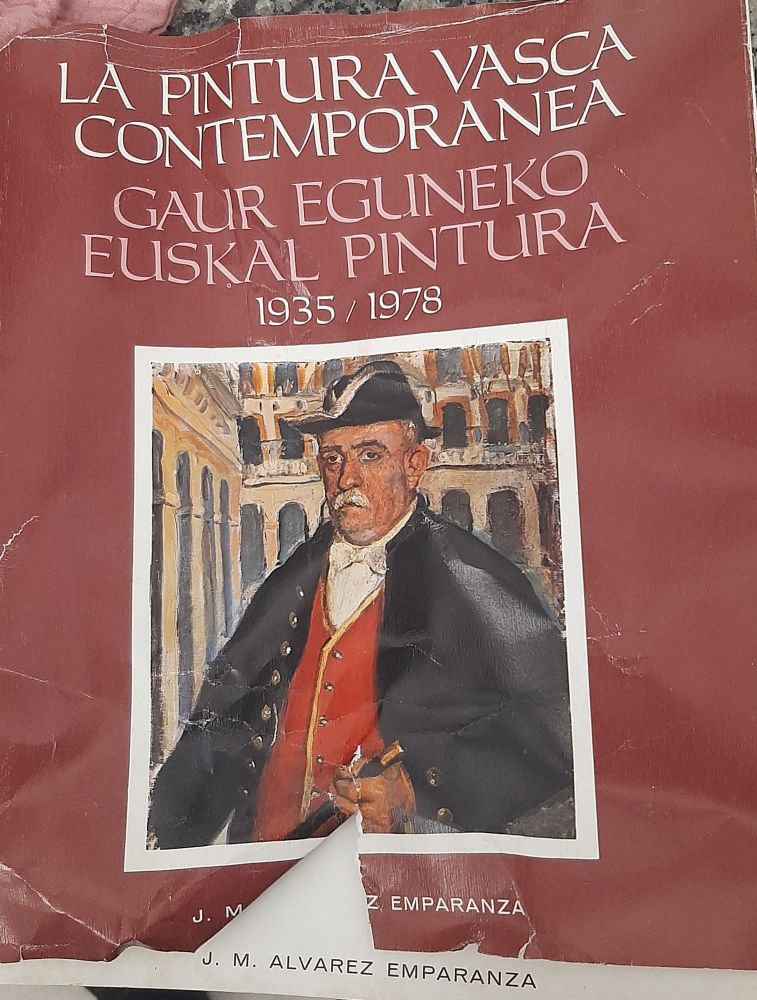 LA PINTURA VASCA
CONTEMPORANEA
GAUR EGUNEKO
EUSKAL PINTURA
1935 / 1978
J. M Z EMPARANZA
J. M. ALVAREZ EMPARANZA